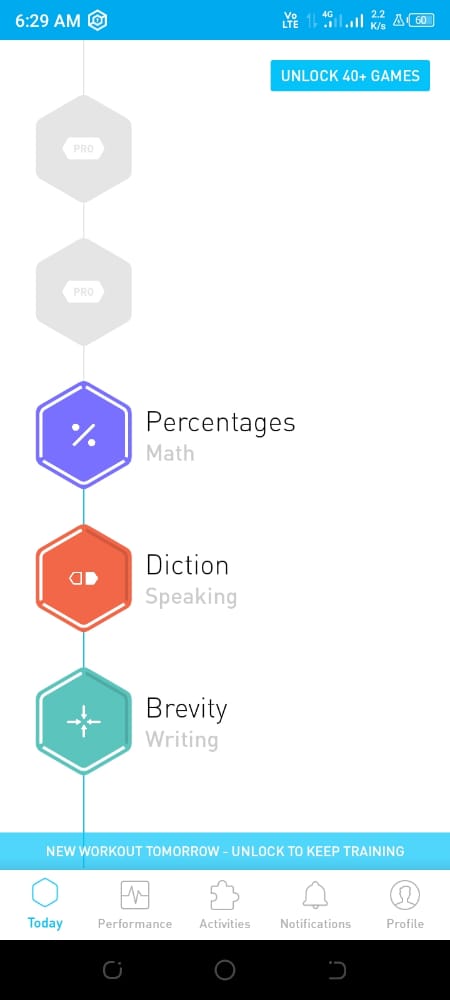 6:29 AM
Vo LTE 4G 2.2 K/s 60
UNLOCK 40+ GAMES
PRO
PRO
Percentages
Math
Diction
Speaking
Brevity
Writing
NEW WORKOUT TOMORROW - UNLOCK TO KEEP TRAINING
Today Performance Activities Notifications Profile